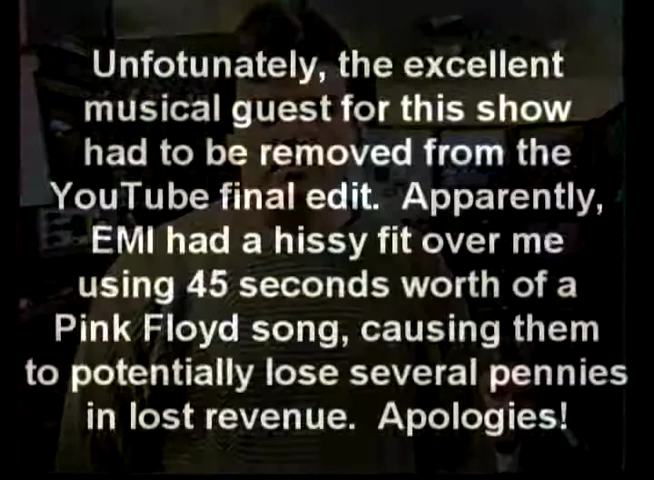 Unfotunately, the excellent
musical guest for this show
had to be removed from the
YouTube final edit.  Apparently,
EMI had a hissy fit over me
using 45 seconds worth of a
Pink Floyd song, causing them
to potentially lose several pennies
in lost revenue.  Apologies!